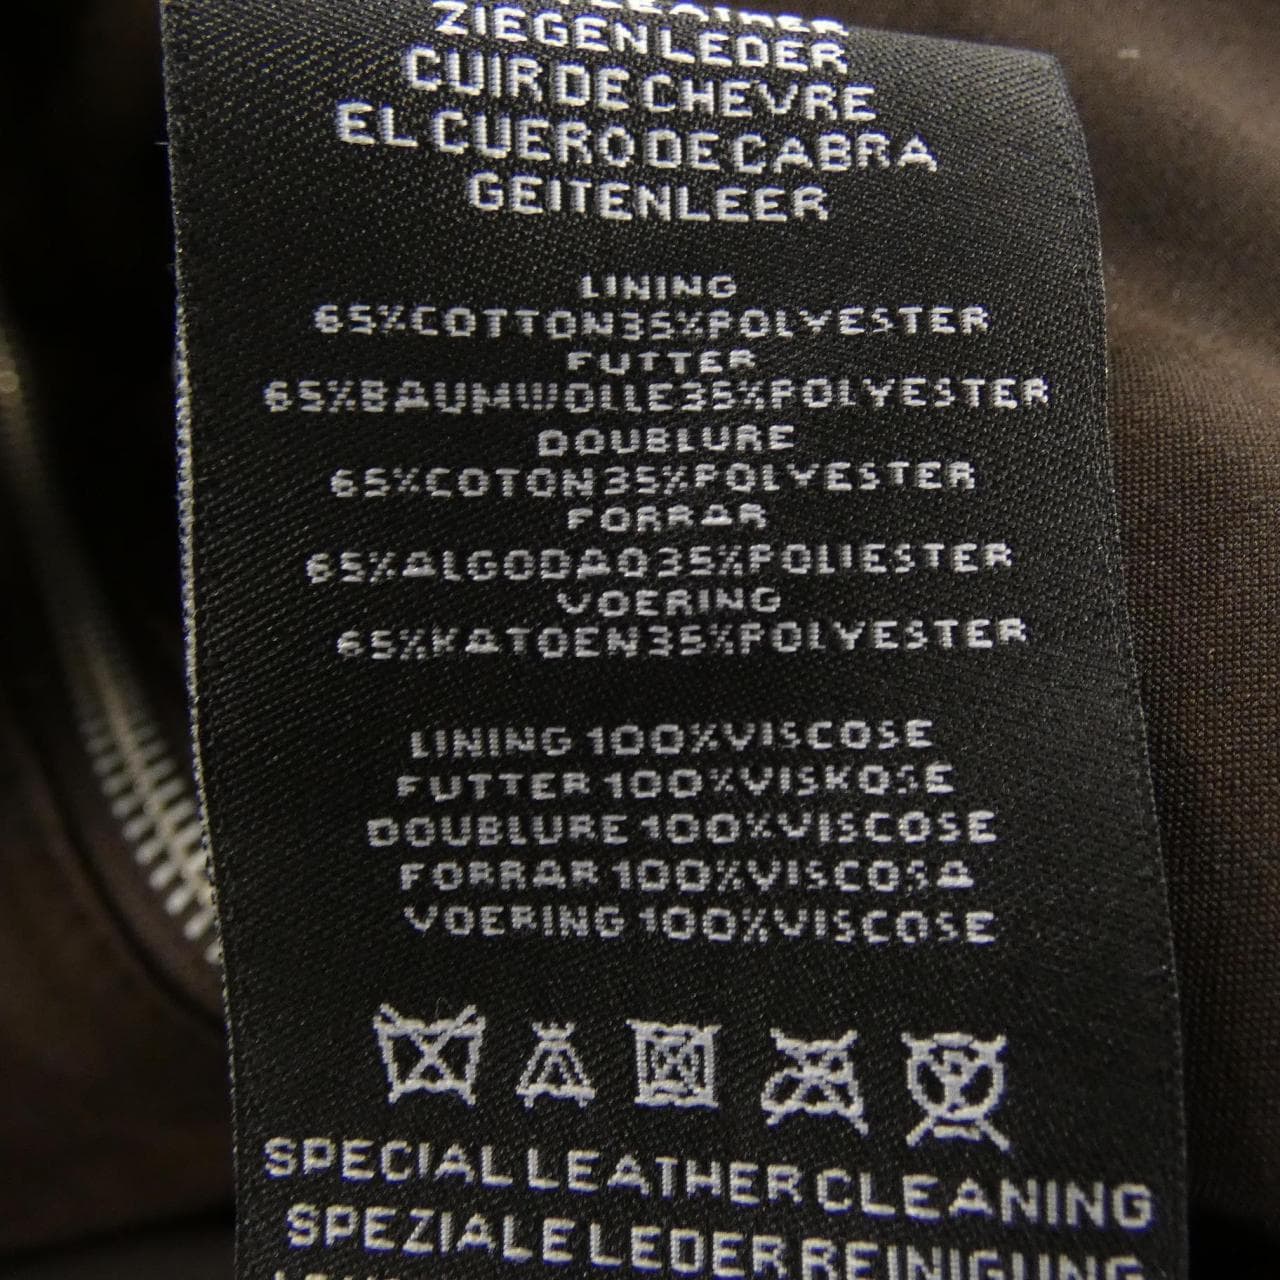 LEATHER
ZIEGENLEDER
CUIR DE CHEVRE
EL CUERO DE CABRA
GEITENLEER
LINING
65%COTTON35%POLYESTER
FUTTER
65%BAUMWOLLE35%POLYESTER
DOUBLURE
65%COTON35%POLYESTER
FORRAR
65%ALGODAO35%POLIESTER
VOERING
65%KATOEN35%POLYESTER
LINING 100%VISCOSE
FUTTER 100%VISKOSE
DOUBLURE 100%VISCOSE
FORRAR 100%VISCOSA
VOERING 100%VISCOSE
SPECIAL LEATHER CLEANING
SPEZIALE LEDERREINIGUNG